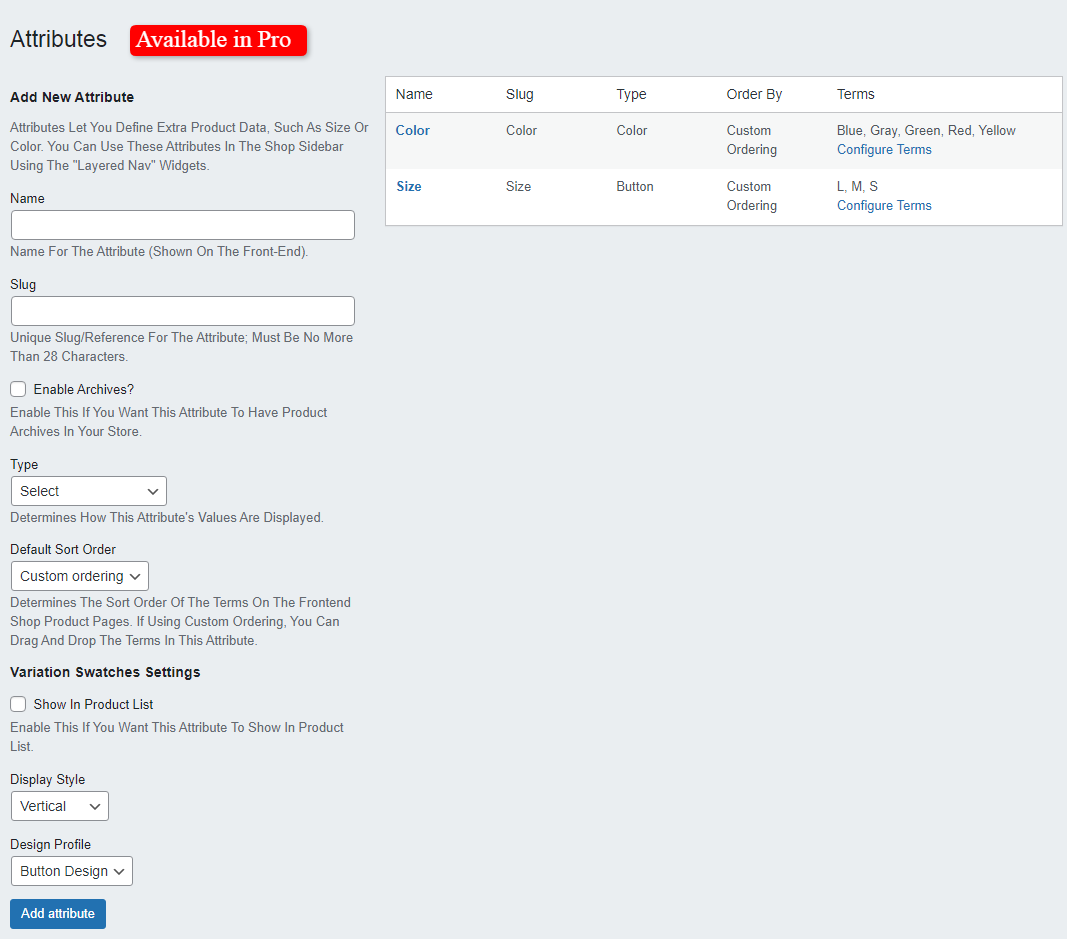 Attributes
Available in Pro
Add New Attribute
Attributes Let You Define Extra Product Data, Such As Size Or
Color. You Can Use These Attributes In The Shop Sidebar
Using The "Layered Nav" Widgets.
Name
Name For The Attribute (Shown On The Front-End).
Slug
Unique Slug/Reference For The Attribute; Must Be No More
Than 28 Characters.
Enable Archives?
Enable This If You Want This Attribute To Have Product
Archives In Your Store.
Type
Select
Determines How This Attribute's Values Are Displayed.
Default Sort Order
Custom ordering
Determines The Sort Order Of The Terms On The Frontend
Shop Product Pages. If Using Custom Ordering, You Can
Drag And Drop The Terms In This Attribute.
Variation Swatches Settings
Show In Product List
Enable This If You Want This Attribute To Show In Product
List.
Display Style
Vertical
Design Profile
Button Design
Add attribute
Name Slug Type Order By Terms
Color Color Color Custom Blue, Gray, Green, Red, Yellow
Ordering Configure Terms
Size Size Button Custom L, M, S
Ordering Configure Terms